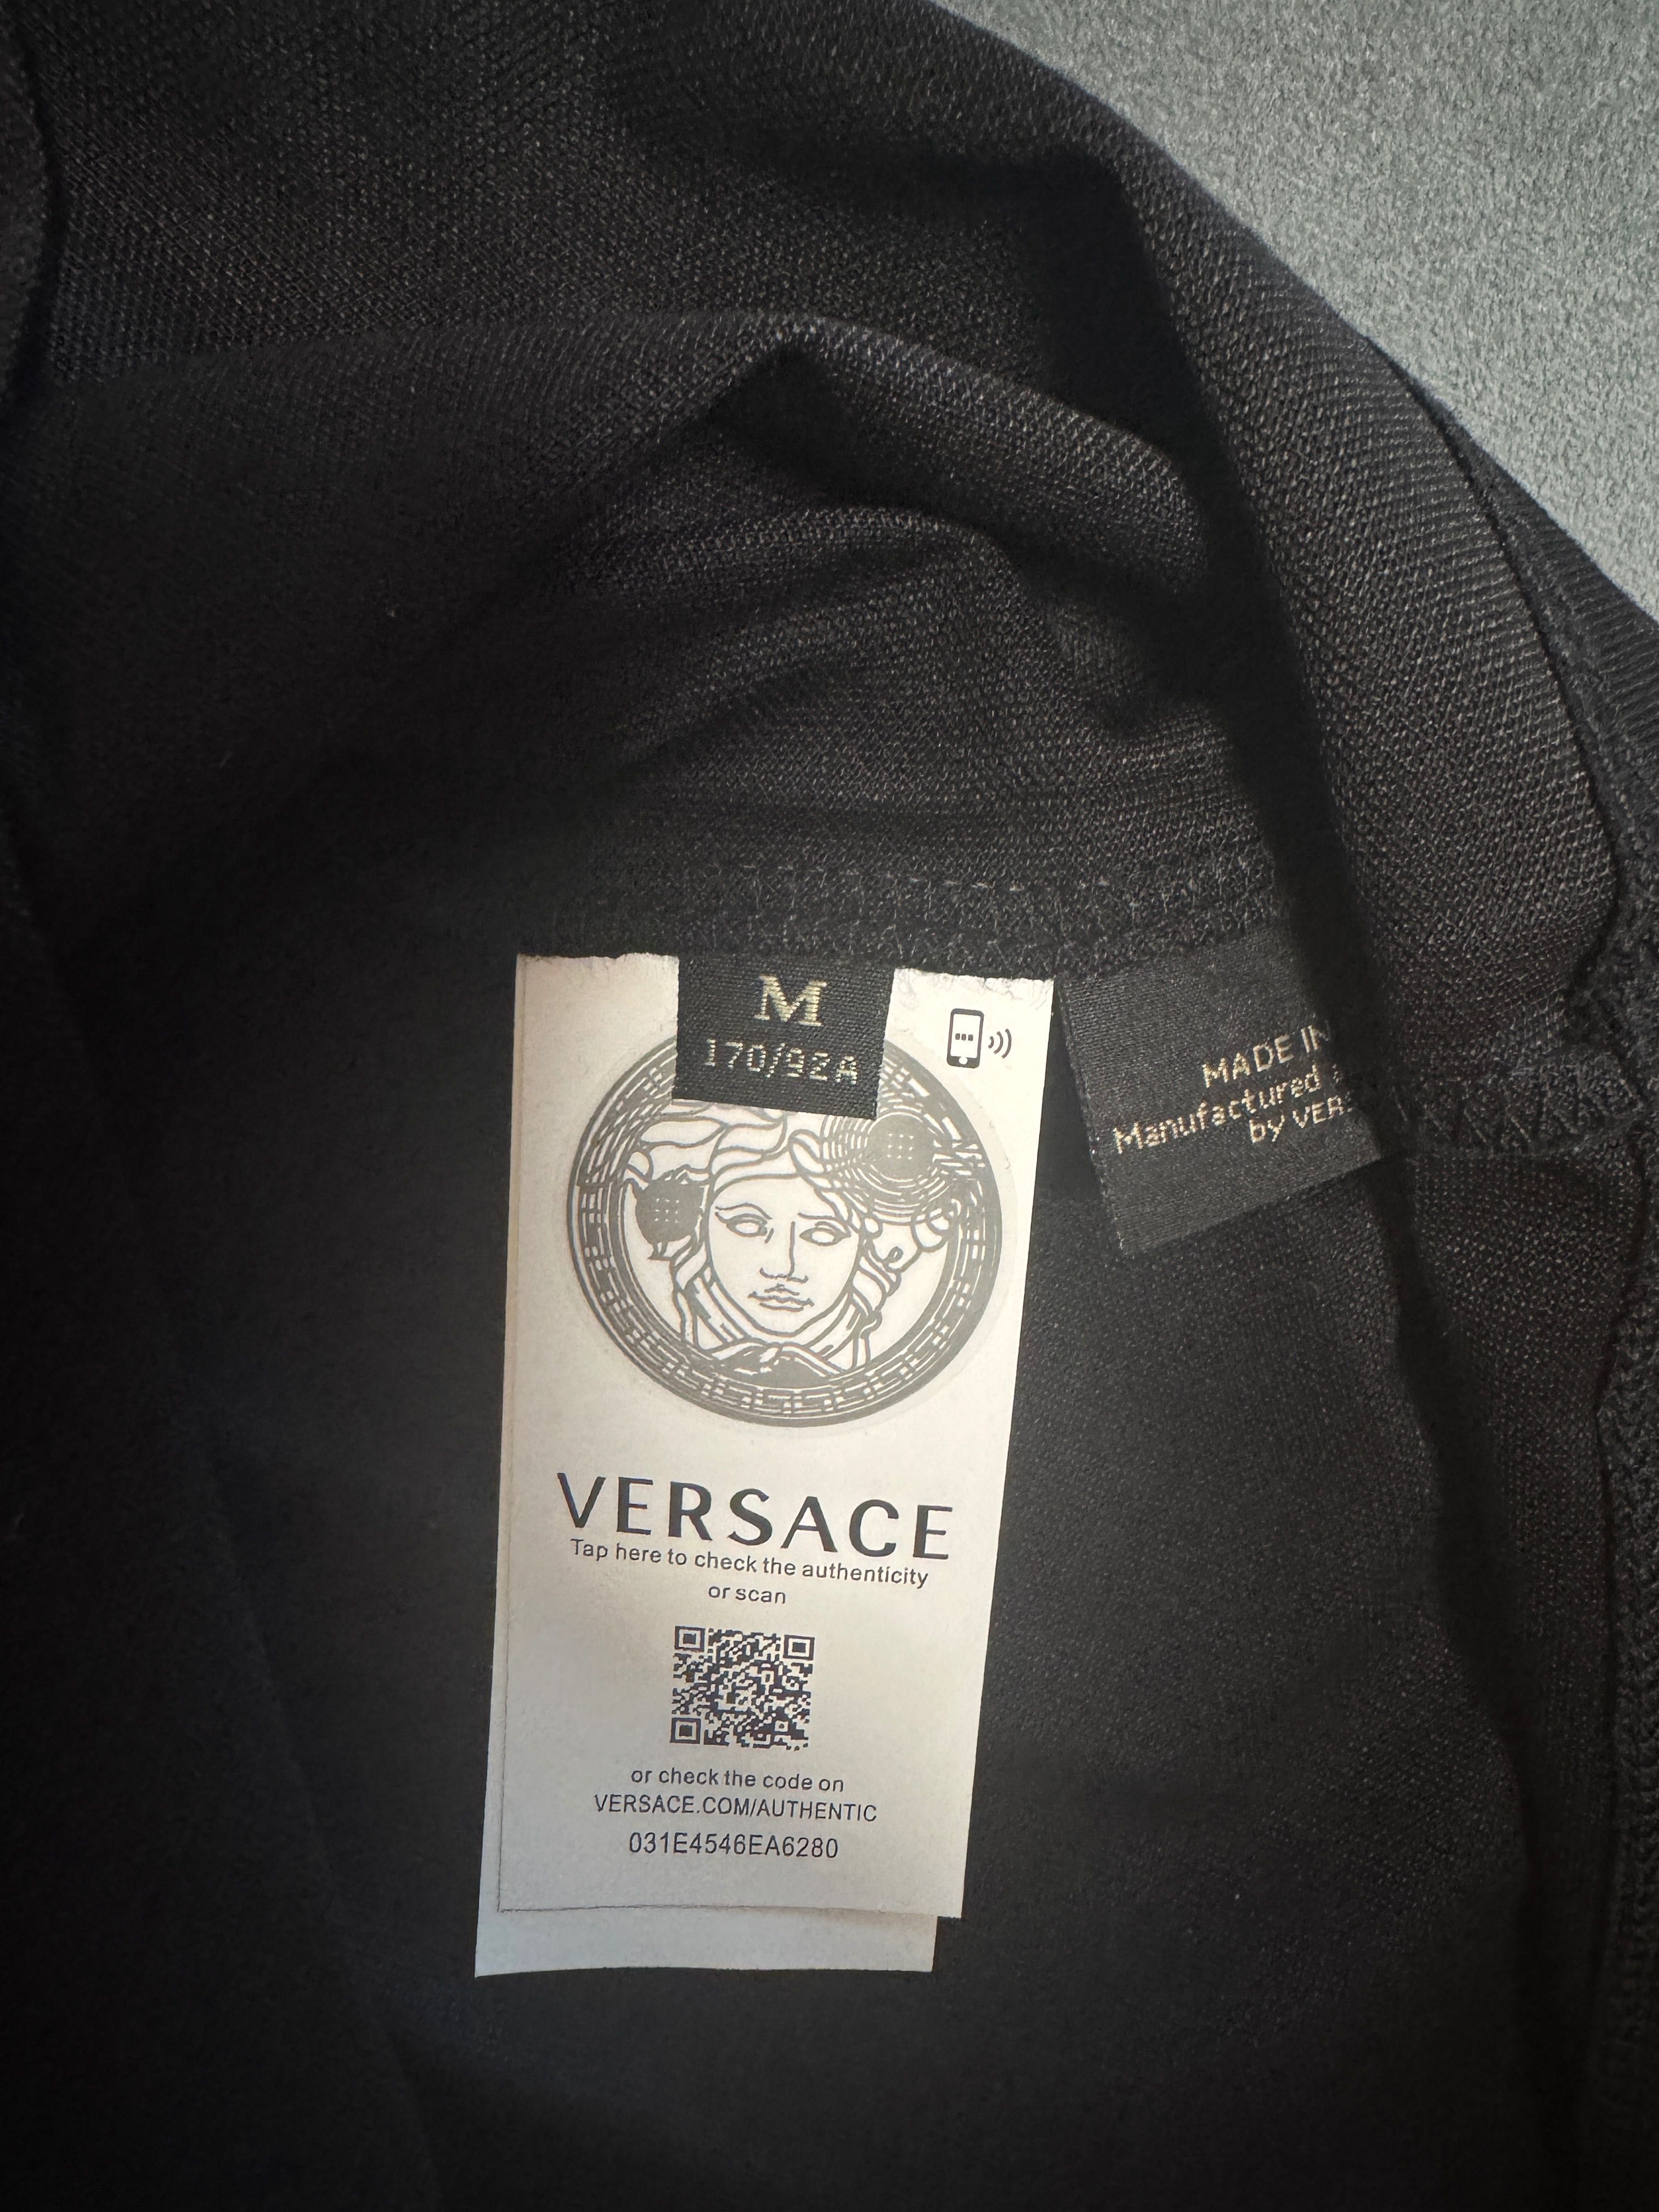 M
170/92A
MADE IN
Manufactured
by
VERSACE
Tap here to check the authenticity
or scan
or check the code on
VERSACE.COM/AUTHENTIC
031E4546EA6280